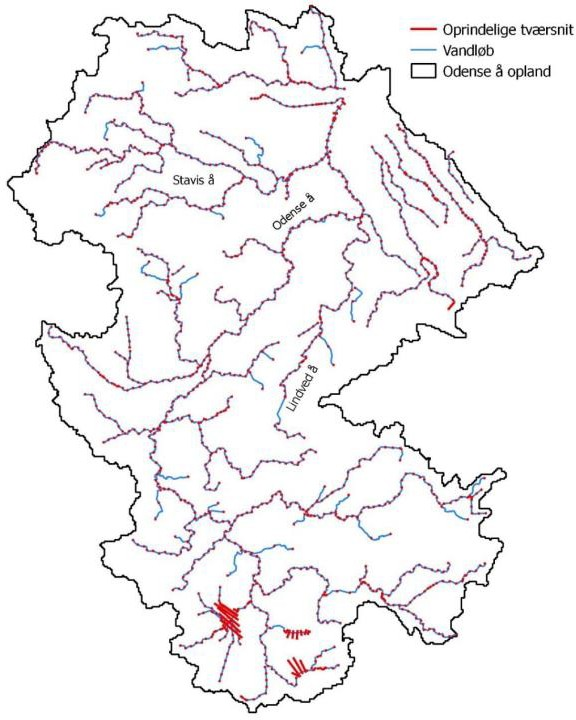 Oprindelige tværsnit
Vandløb
Odense å opland
Stavis å
Odense å
Lindved å